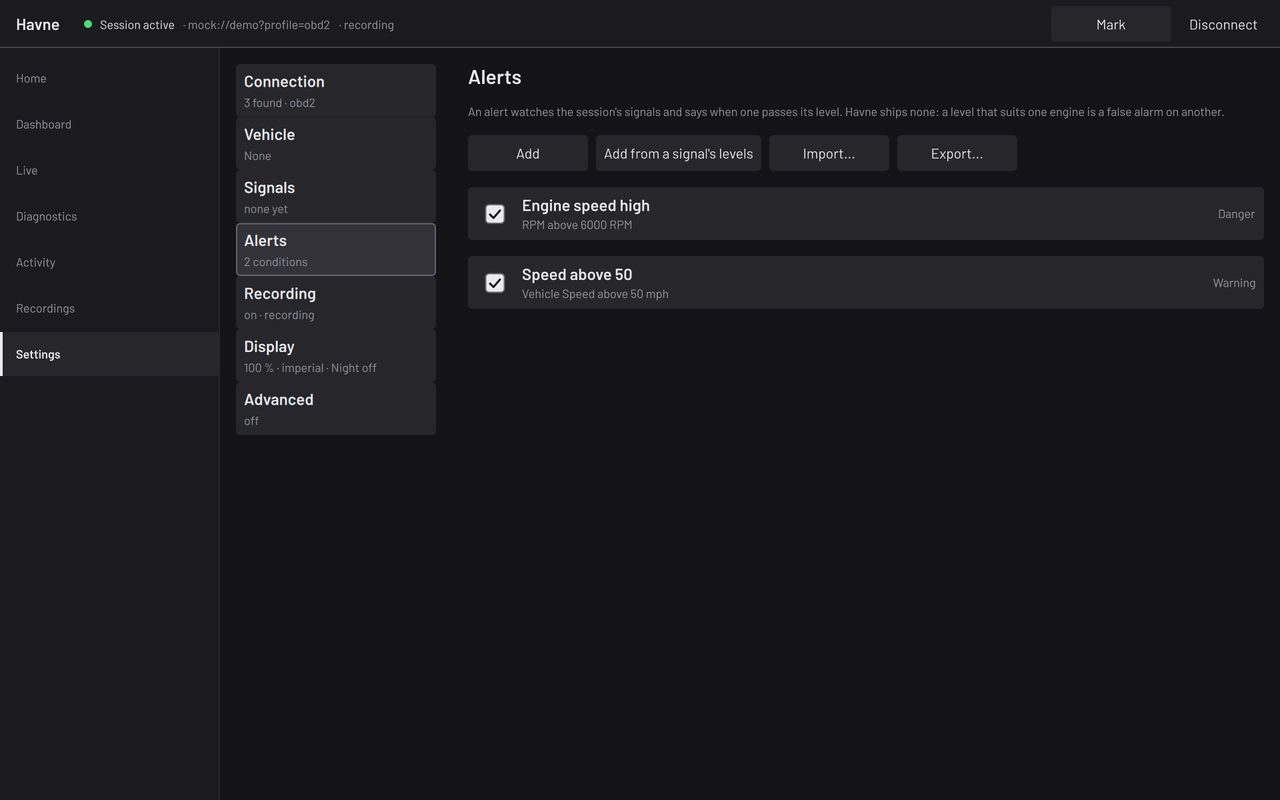 Havne
Session active · mock://demo?profile=obd2 · recording
Mark
Disconnect
Home
Dashboard
Live
Diagnostics
Activity
Recordings
Settings
Connection
3 found · obd2
Vehicle
None
Signals
none yet
Alerts
2 conditions
Recording
on · recording
Display
100 % · imperial · Night off
Advanced
off
Alerts
An alert watches the session's signals and says when one passes its level. Havne ships none: a level that suits one engine is a false alarm on another.
Add
Add from a signal's levels
Import...
Export...
Engine speed high
RPM above 6000 RPM
Danger
Speed above 50
Vehicle Speed above 50 mph
Warning